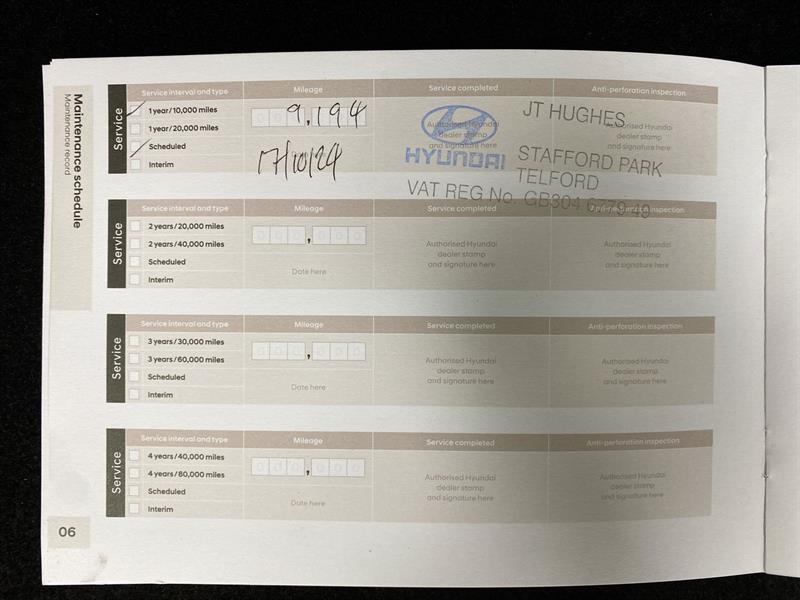 Maintenance schedule
Maintenance record
Service
Service interval and type Mileage Service completed Anti-perforation inspection
1 year/10,000 miles 9,194
1 year/20,000 miles
Scheduled
Interim
17/10/24
Authorised Hyundai
dealer stamp
and signature here
Authorised Hyundai
dealer stamp
and signature here
HYUNDAI
JT HUGHES
STAFFORD PARK
TELFORD
VAT REG No. GB304
Service
Service interval and type Mileage Service completed Anti-perforation inspection
2 years/20,000 miles 000,000
2 years/40,000 miles
Scheduled
Interim
Date here
Authorised Hyundai
dealer stamp
and signature here
Authorised Hyundai
dealer stamp
and signature here
Service
Service interval and type Mileage Service completed Anti-perforation inspection
3 years/30,000 miles 000,000
3 years/60,000 miles
Scheduled
Interim
Date here
Authorised Hyundai
dealer stamp
and signature here
Authorised Hyundai
dealer stamp
and signature here
Service
Service interval and type Mileage Service completed Anti-perforation inspection
4 years/40,000 miles 000,000
4 years/80,000 miles
Scheduled
Interim
Date here
Authorised Hyundai
dealer stamp
and signature here
Authorised Hyundai
dealer stamp
and signature here
06